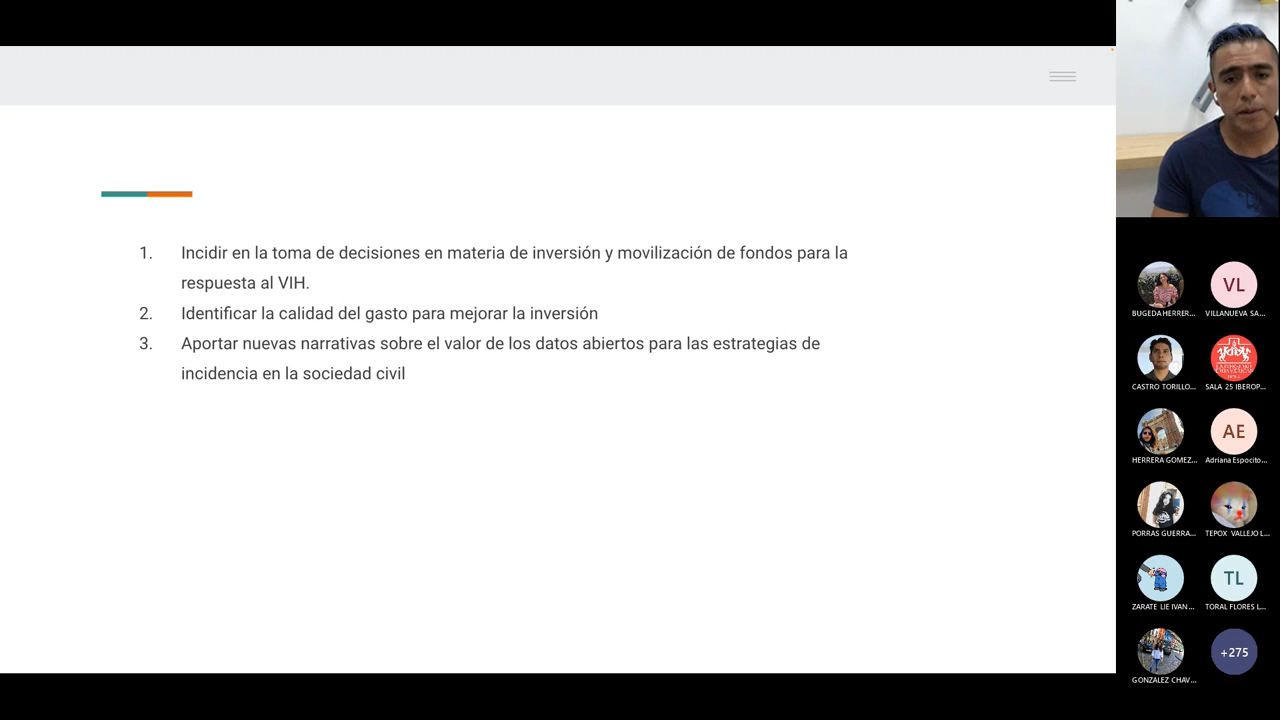 1. Incidir en la toma de decisiones en materia de inversión y movilización de fondos para la
respuesta al VIH.
2. Identificar la calidad del gasto para mejorar la inversión
3. Aportar nuevas narrativas sobre el valor de los datos abiertos para las estrategias de
incidencia en la sociedad civil
VL
BUGEDA HERRER...
VILLANUEVA SA...
CASTRO TORILLO...
SALA 25 IBEROP...
AE
HERRERA GOMEZ...
Adriana Espocito...
PORRAS GUERRA...
TEPOX VALLEJO L...
TL
ZARATE LIE IVAN...
TORAL FLORES L...
+275
GONZALEZ CHAV...